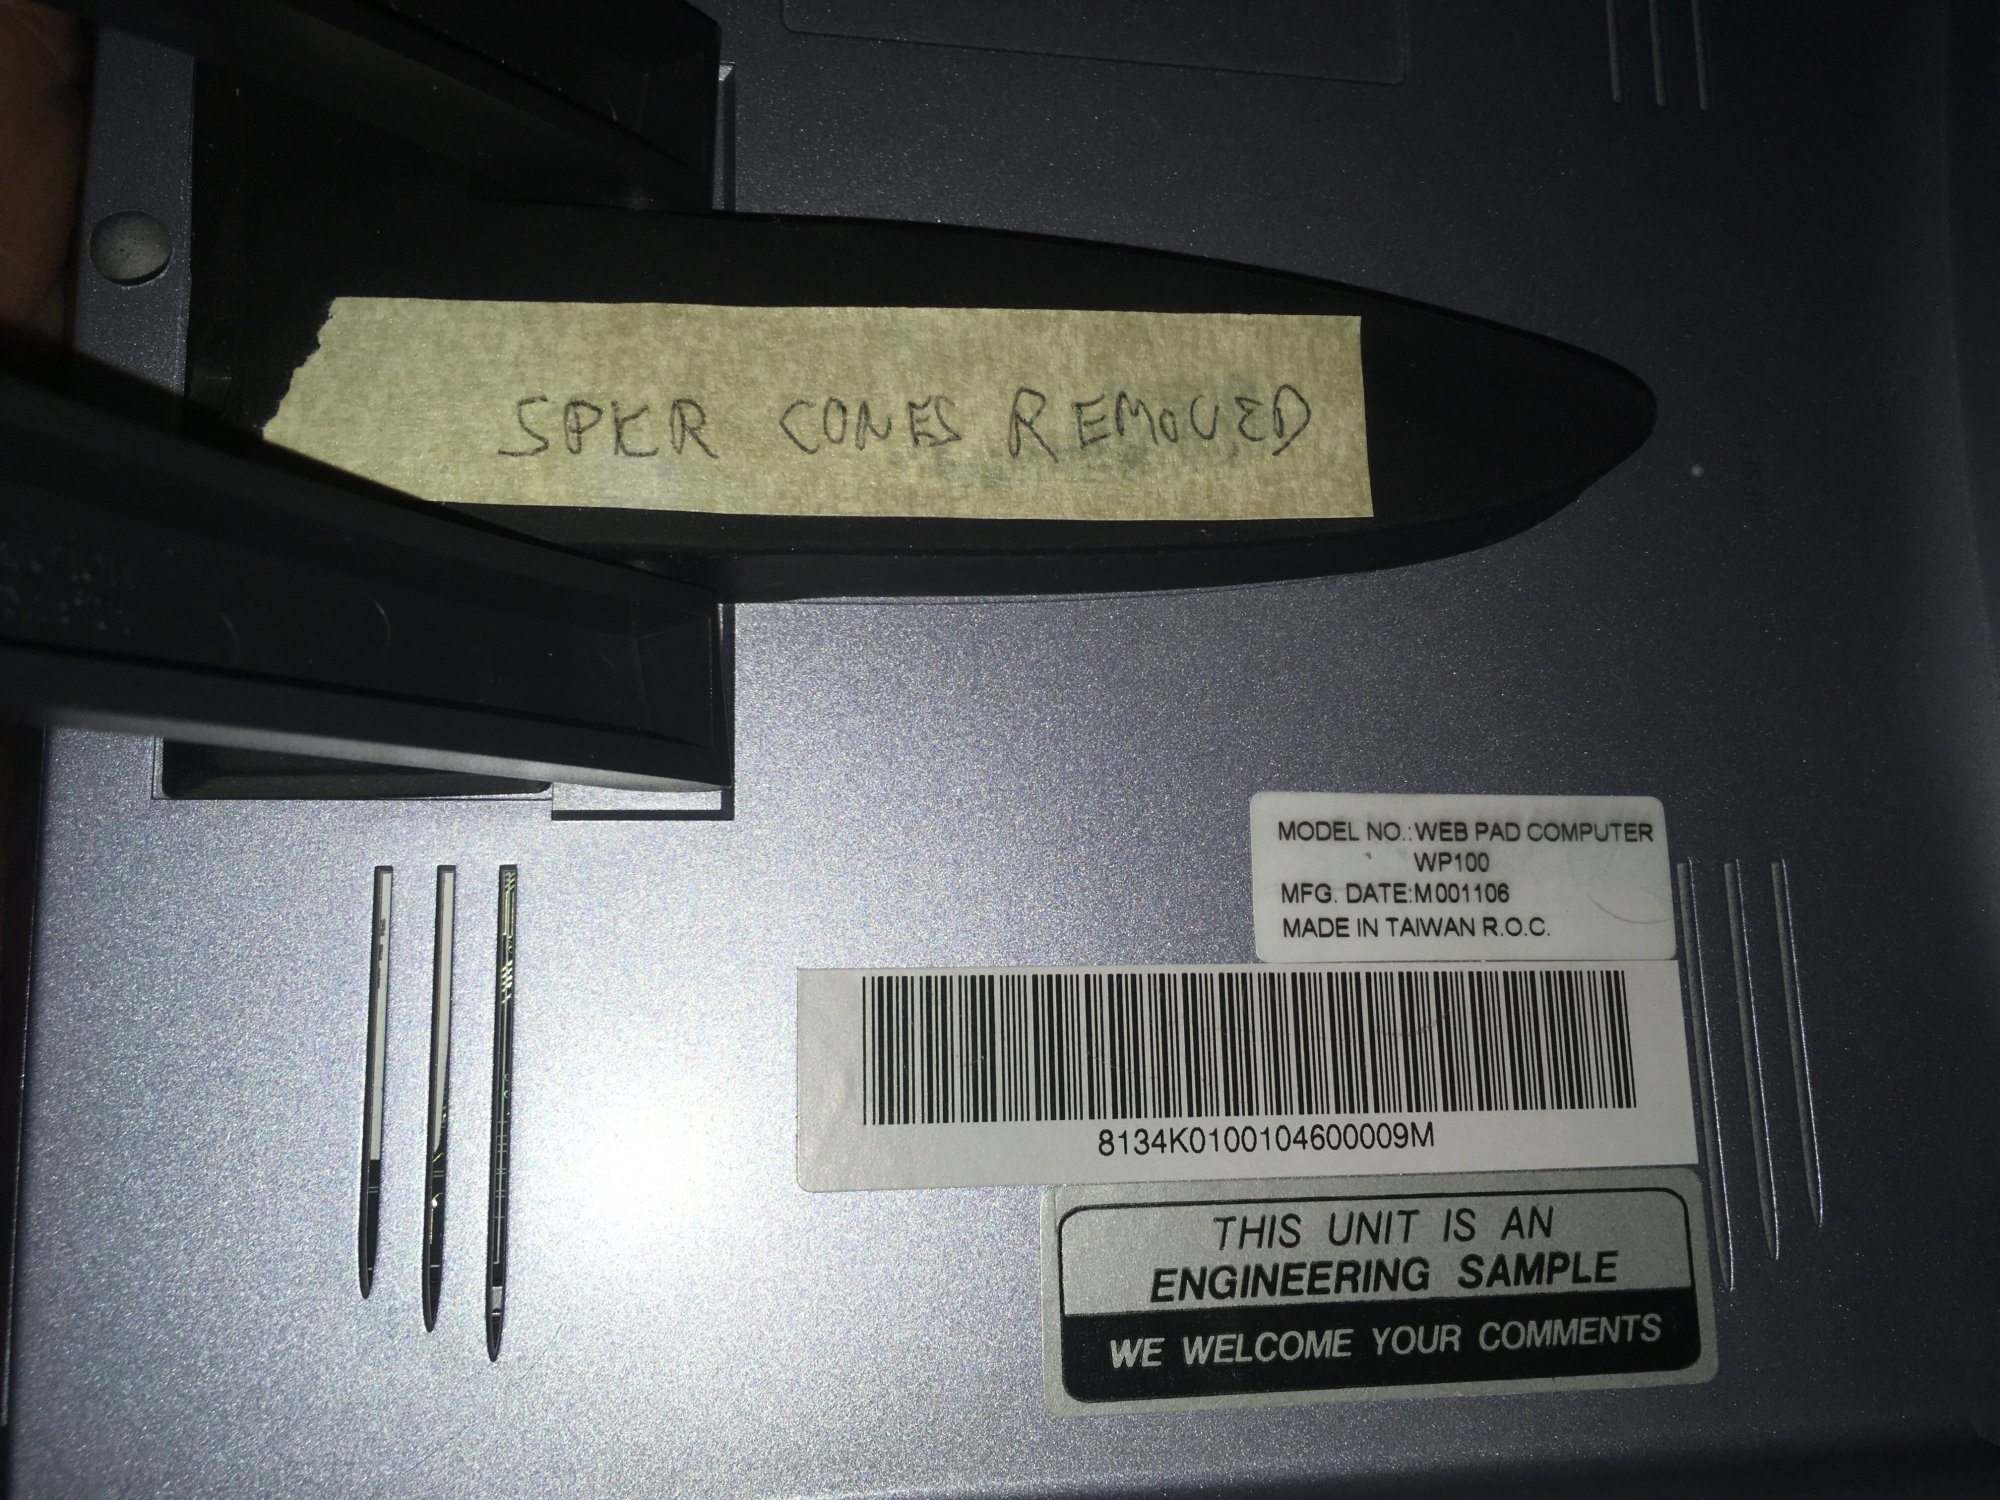 SPKR CONES REMOVED
MODEL NO.:WEB PAD COMPUTER
WP100
MFG. DATE:M001106
MADE IN TAIWAN R.O.C.
8134K0100104600009M
THIS UNIT IS AN
ENGINEERING SAMPLE
WE WELCOME YOUR COMMENTS